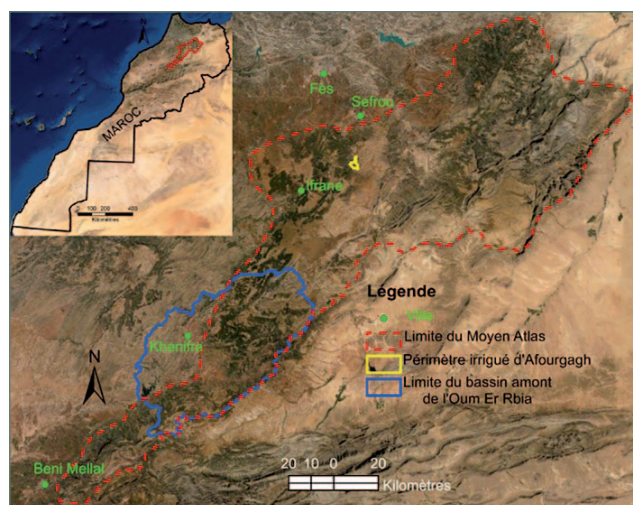 MAROC
0 100 200 400
Kilomètres
Fès
Sefrou
Ifrane
Khenifra
Beni Mellal
N
Légende
Ville
Limite du Moyen Atlas
Périmètre irrigué d'Afourgagh
Limite du bassin amont
de l'Oum Er Rbia
20 10 0 20
Kilomètres